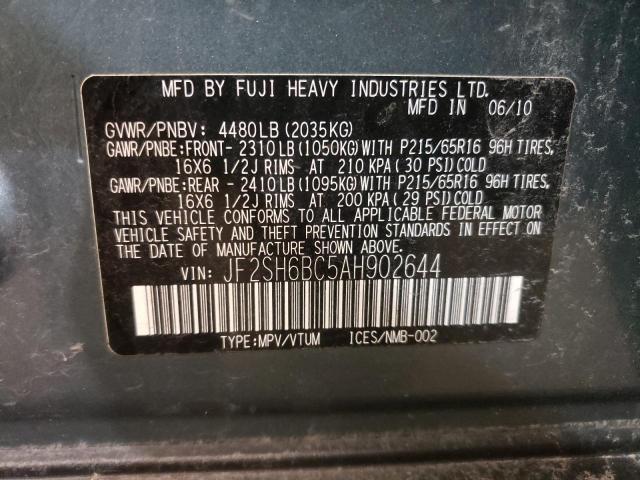 MFD BY FUJI HEAVY INDUSTRIES LTD.
MFD IN 06/10
GVWR/PNBV: 4480LB(2035KG)
GAWR/PNBE:FRONT- 2310LB(1050KG)WITH P215/65R16 96H TIRES,
16X6 1/2J RIMS AT 210 KPA(30 PSI)COLD
GAWR/PNBE:REAR - 2410LB(1095KG)WITH P215/65R16 96H TIRES,
16X6 1/2J RIMS AT 200 KPA(29 PSI)COLD
THIS VEHICLE CONFORMS TO ALL APPLICABLE FEDERAL MOTOR
VEHICLE SAFETY AND THEFT PREVENTION STANDARDS IN EFFECT ON
THE DATE OF MANUFACTURE SHOWN ABOVE.
VIN: JF2SH6BC5AH902644
TYPE:MPV/VTUM ICES/NMB-002